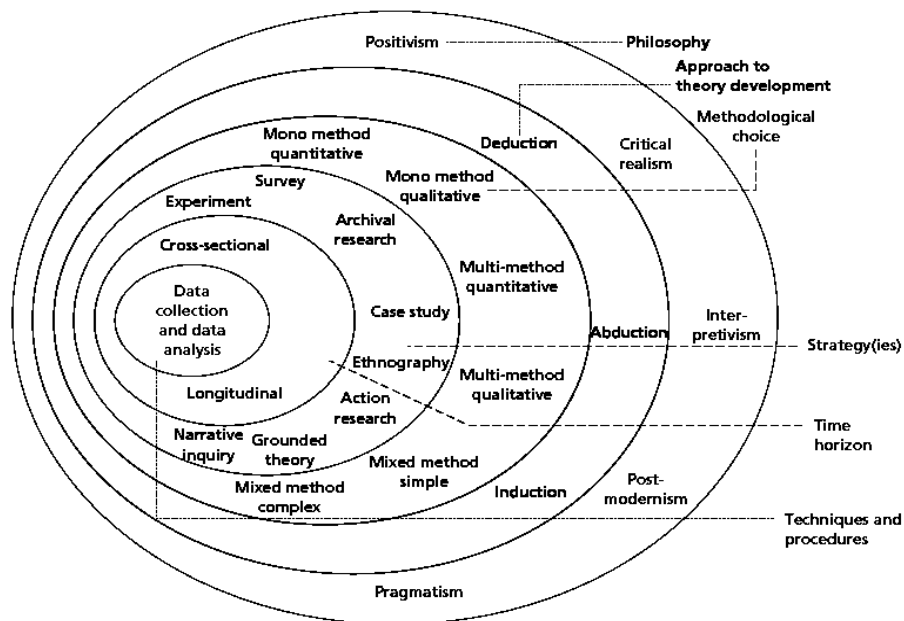 Positivism
Philosophy
Approach to
theory development
Methodological
choice
Mono method
quantitative
Deduction
Critical
realism
Survey
Mono method
qualitative
Experiment
Archival
research
Cross-sectional
Multi-method
quantitative
Data
collection
and data
analysis
Case study
Abduction
Inter-
pretivism
Strategy(ies)
Ethnography
Multi-method
qualitative
Longitudinal
Action
research
Time
horizon
Narrative
inquiry
Grounded
theory
Mixed method
simple
Mixed method
complex
Induction
Post-
modernism
Techniques and
procedures
Pragmatism